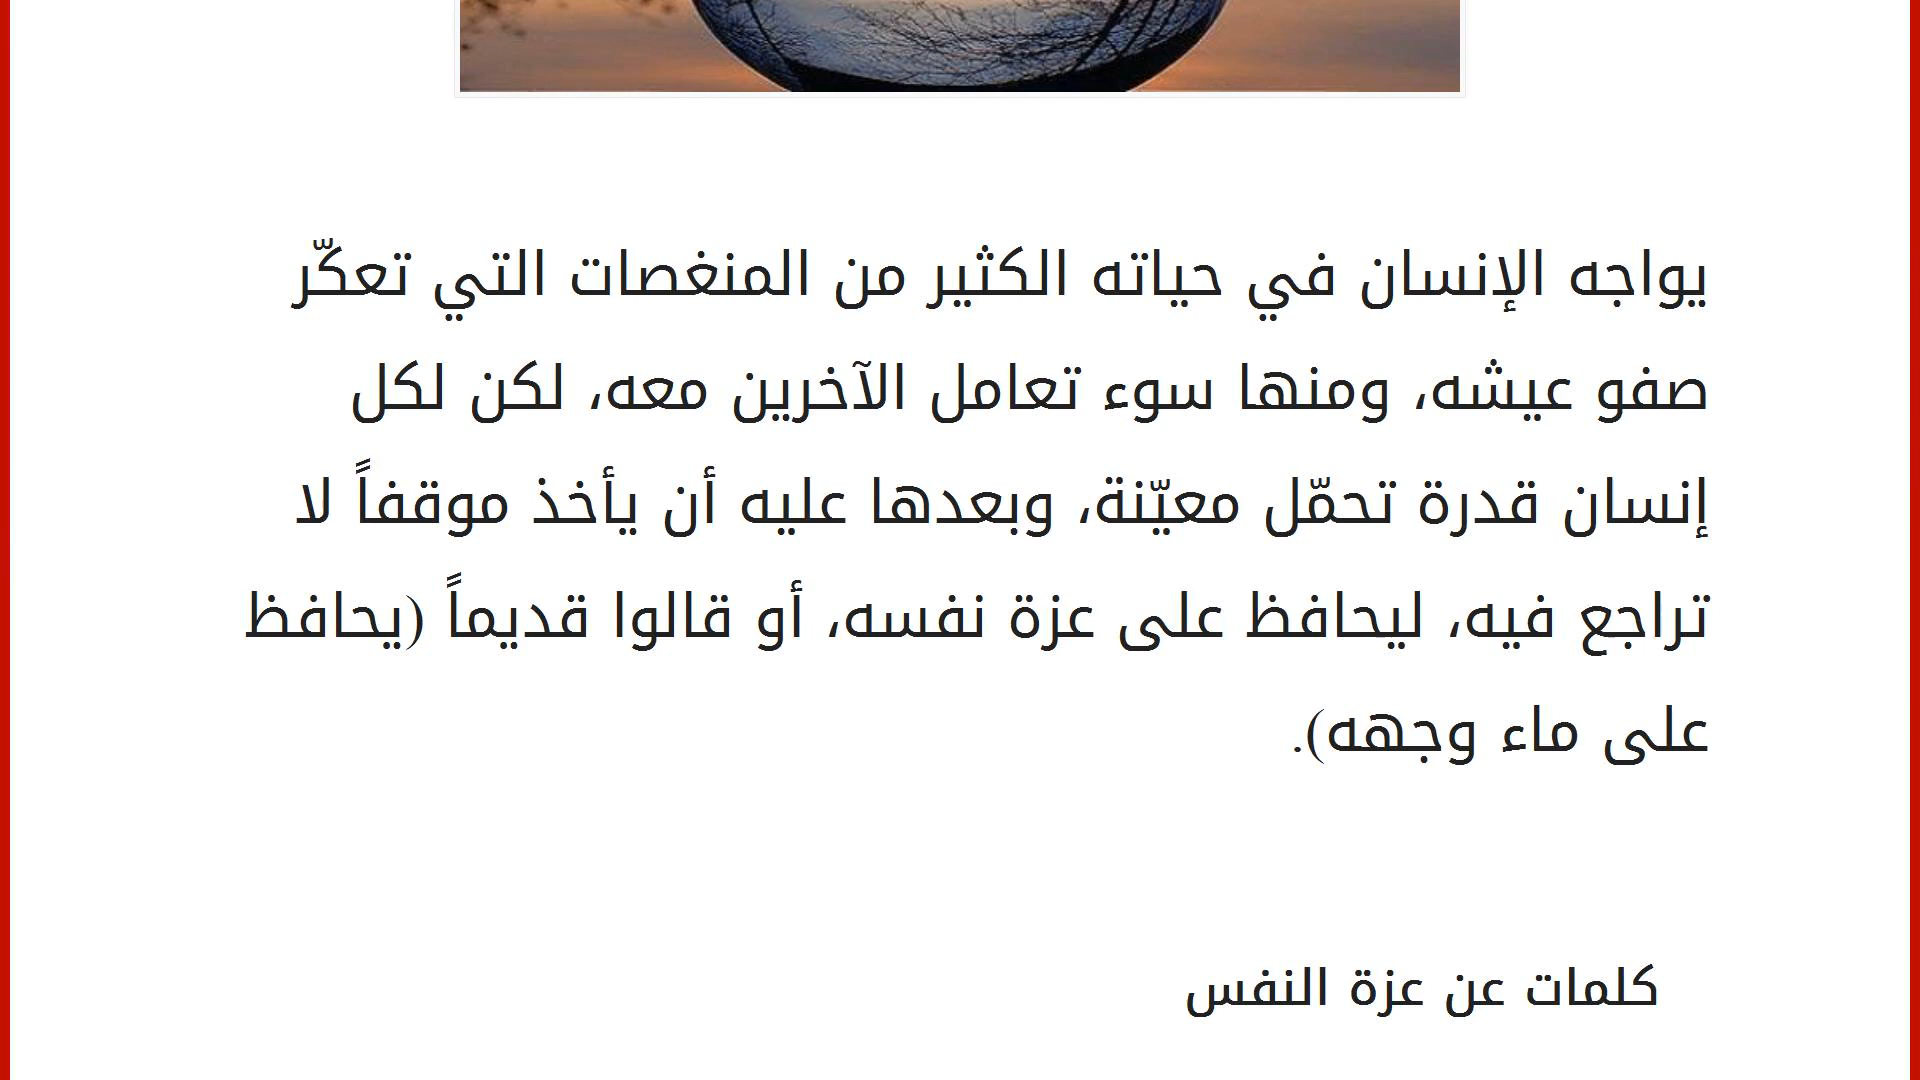 يواجه الإنسان في حياته الكثير من المنغصات التي تعكّر
صفو عيشه، ومنها سوء تعامل الآخرين معه، لكن لكل
إنسان قدرة تحمّل معيّنة، وبعدها عليه أن يأخذ موقفاً لا
تراجع فيه، ليحافظ على عزة نفسه، أو قالوا قديماً (يحافظ
على ماء وجهه).
كلمات عن عزة النفس